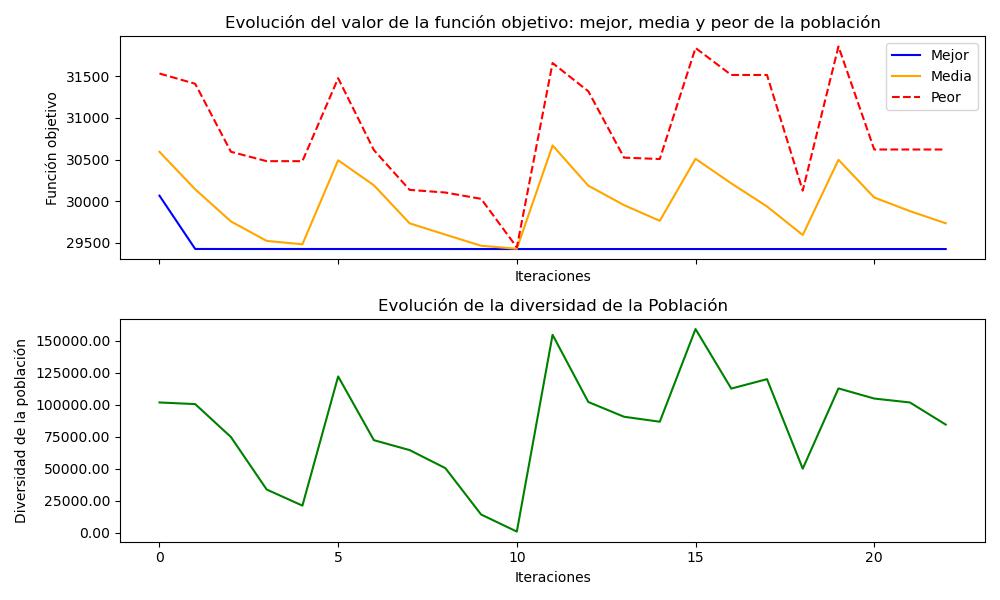 Evolución del valor de la función objetivo: mejor, media y peor de la población
Función objetivo
31500
31000
30500
30000
29500
Mejor
Media
Peor
Iteraciones
Evolución de la diversidad de la Población
Diversidad de la población
150000.00
125000.00
100000.00
75000.00
50000.00
25000.00
0.00
0 5 10 15 20
Iteraciones